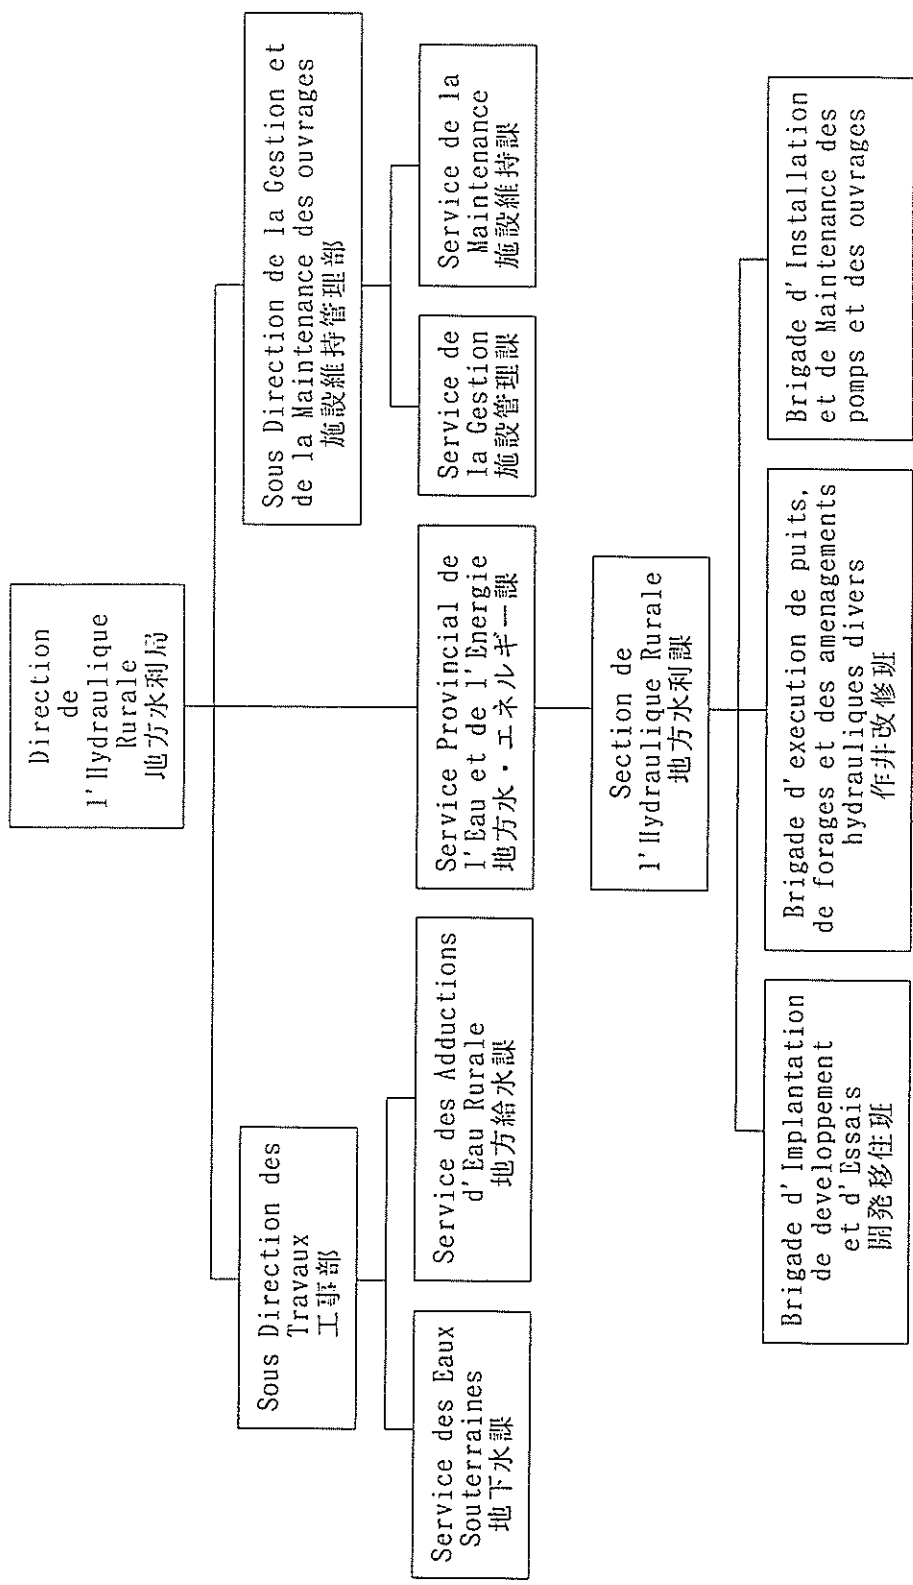 Direction
de
l'Hydraulique
Rurale
地方水利局
Sous Direction des
Travaux
工事部
Sous Direction de la Gestion et
de la Maintenance des ouvrages
施設維持管理部
Service des Eaux
Souterraines
地下水課
Service des Adductions
d'Eau Rurale
地方給水課
Service Provincial de
l'Eau et de l'Energie
地方水・エネルギー課
Service de
la Gestion
施設管理課
Service de la
Maintenance
施設維持課
Section de
l'Hydraulique Rurale
地方水利課
Brigade d'Implantation
de developpement
et d'Essais
開発移住班
Brigade d'execution de puits,
de forages et des amenagements
hydrauliques divers
作井改修班
Brigade d'Installation
et de Maintenance des
pomps et des ouvrages